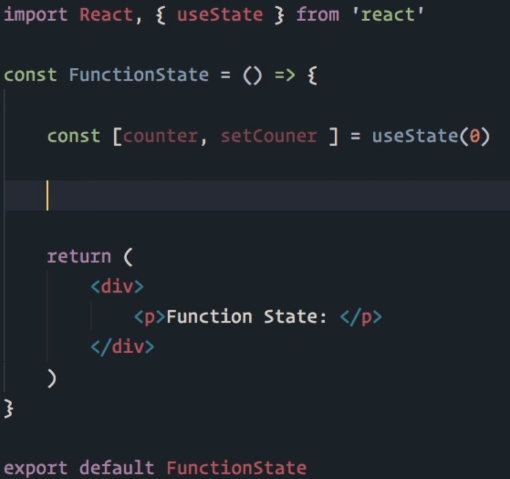 import React, { useState } from 'react'
const FunctionState = () => {
const [counter, setCouner ] = useState(0)
return (
<div>
<p>Function State: </p>
</div>
)
}
export default FunctionState